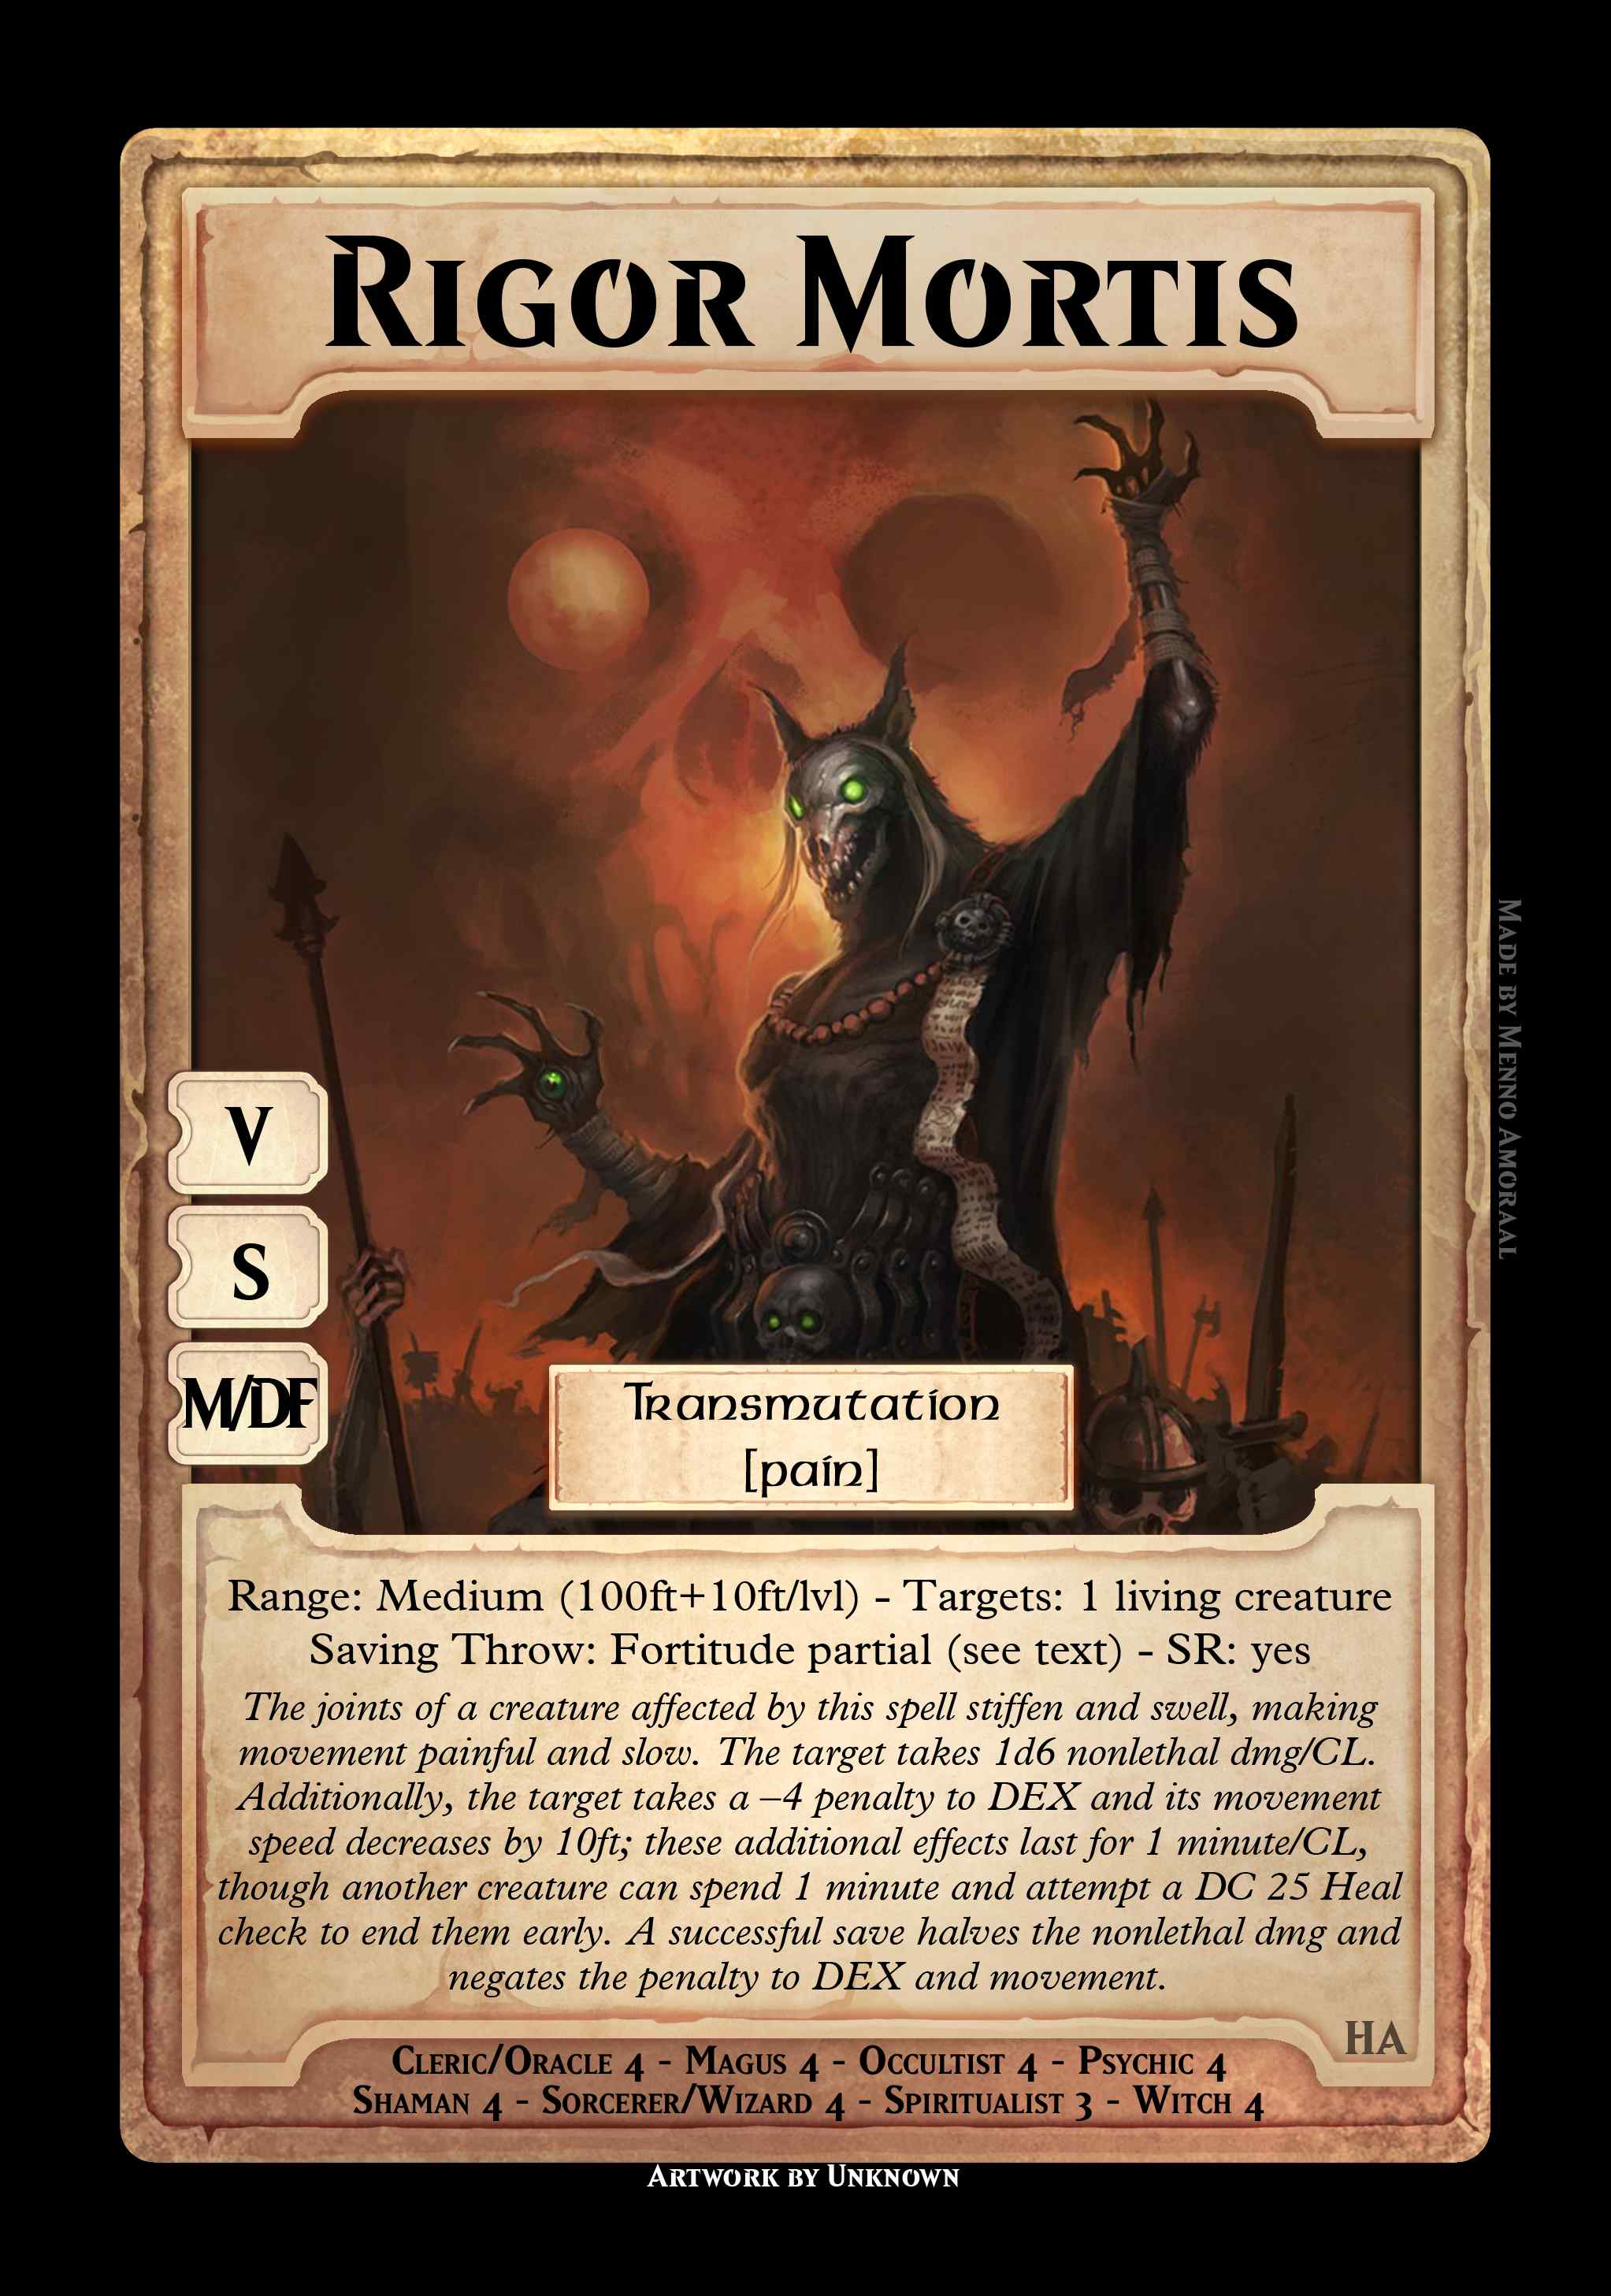 Rigor Mortis
V
S
M/DF
Transmutation
[pain]
Range: Medium (100ft+10ft/lvl) - Targets: 1 living creature
Saving Throw: Fortitude partial (see text) - SR: yes
The joints of a creature affected by this spell stiffen and swell, making
movement painful and slow. The target takes 1d6 nonlethal dmg/CL.
Additionally, the target takes a –4 penalty to DEX and its movement
speed decreases by 10ft; these additional effects last for 1 minute/CL,
though another creature can spend 1 minute and attempt a DC 25 Heal
check to end them early. A successful save halves the nonlethal dmg and
negates the penalty to DEX and movement.
HA
Cleric/Oracle 4 - Magus 4 - Occultist 4 - Psychic 4
Shaman 4 - Sorcerer/Wizard 4 - Spiritualist 3 - Witch 4
Artwork by Unknown
Made by Menno Amoraal